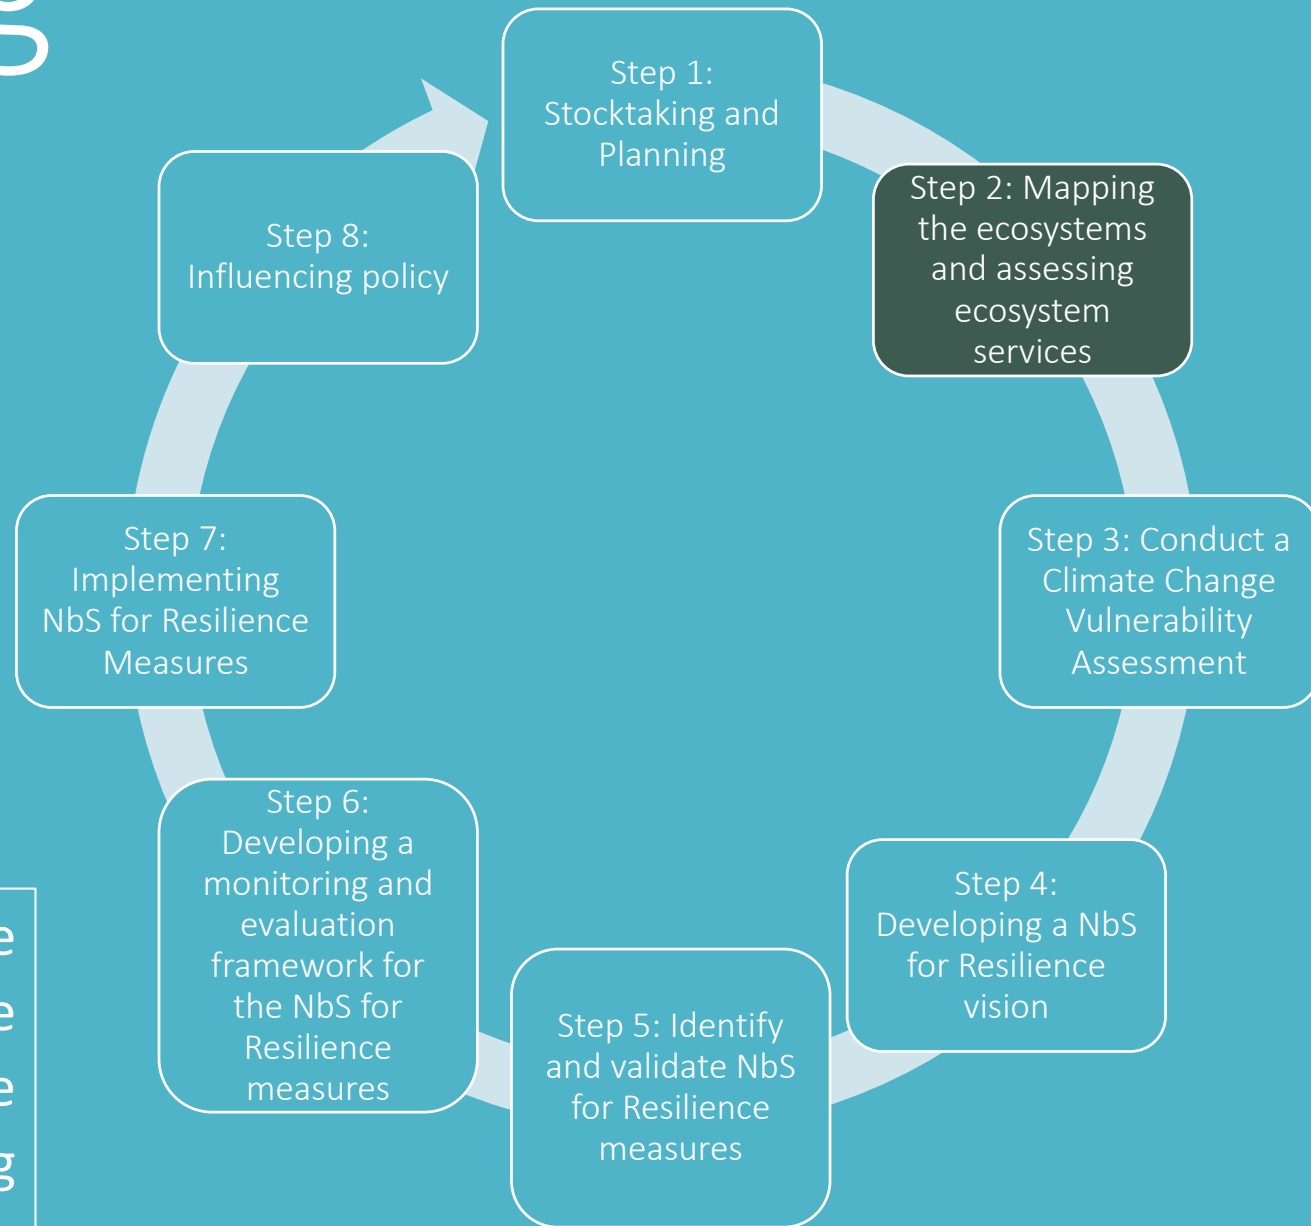 g
Step 1:
Stocktaking and
Planning
Step 2: Mapping
the ecosystems
and assessing
ecosystem
services
Step 3: Conduct a
Climate Change
Vulnerability
Assessment
Step 4:
Developing a NbS
for Resilience
vision
Step 5: Identify
and validate NbS
for Resilience
measures
Step 6:
Developing a
monitoring and
evaluation
framework for
the NbS for
Resilience
measures
Step 7:
Implementing
NbS for Resilience
Measures
Step 8:
Influencing policy
e
e
e
g